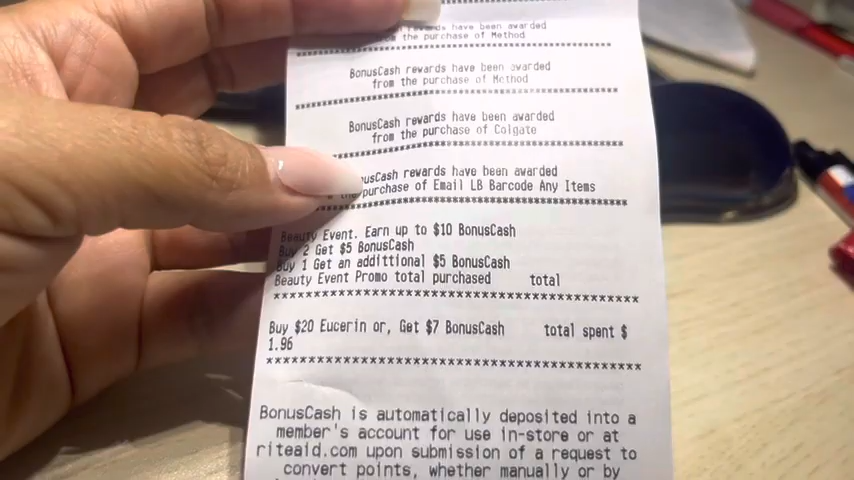 rewards have been awarded
from the purchase of Method
****************************************
BonusCash rewards have been awarded
from the purchase of Method
****************************************
BonusCash rewards have been awarded
from the purchase of Colgate
****************************************
rewards have been awarded
purchase of Email LB Barcode Any Items
****************************************
Beauty Event. Earn up to $10 BonusCash
Buy 2 Get $5 BonusCash
Buy 1 Get an addittional $5 BonusCash
Beauty Event Promo total purchased total
****************************************
Buy $20 Eucerin or, Get $7 BonusCash total spent $
1.96
****************************************
BonusCash is automatically deposited into a
member's account for use in-store or at
riteaid.com upon submission of a request to
convert points, whether manually or by